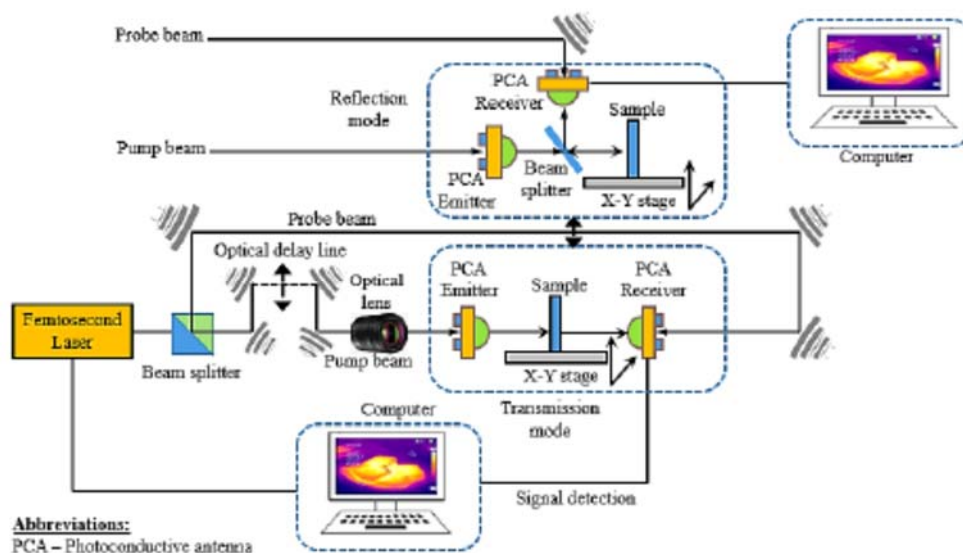 Probe beam
PCA
Receiver
Reflection
mode
Sample
Pump beam
PCA
Emitter
Beam
splitter
X-Y stage
Computer
Probe beam
Optical delay line
Optical
lens
PCA
Emitter
Sample
PCA
Receiver
Femtosecond
Laser
Beam splitter
Pump beam
X-Y stage
Transmission
mode
Computer
Signal detection
Abbreviations:
PCA – Photoconductive antenna